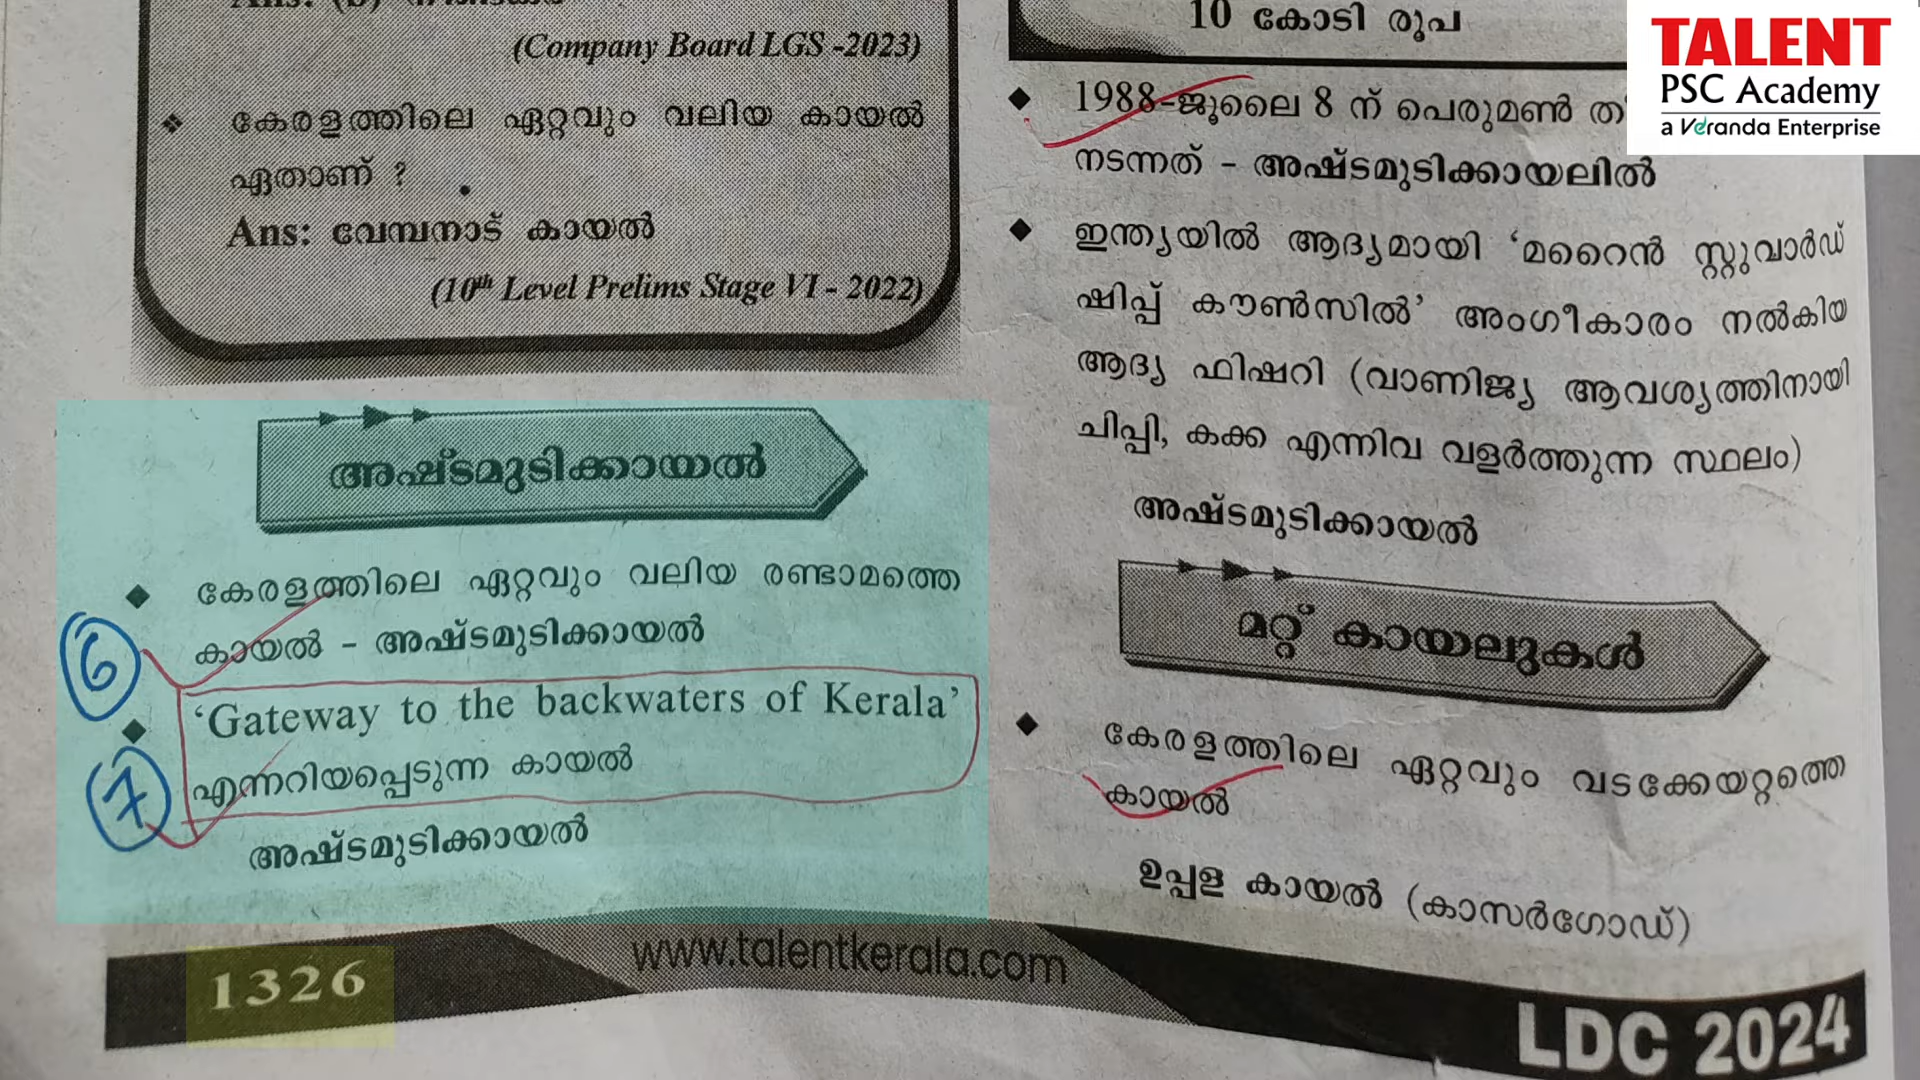 (Company Board LGS -2023)
കേരളത്തിലെ ഏറ്റവും വലിയ കായൽ
ഏതാണ് ?
Ans: വേമ്പനാട് കായൽ
(10th Level Prelims Stage VI - 2022)
അഷ്ടമുടിക്കായൽ
കേരളത്തിലെ ഏറ്റവും വലിയ രണ്ടാമത്തെ
കായൽ – അഷ്ടമുടിക്കായൽ
6
‘Gateway to the backwaters of Kerala’
എന്നറിയപ്പെടുന്ന കായൽ
7
അഷ്ടമുടിക്കായൽ
10 കോടി രൂപ
1988-ജൂലൈ 8 ന് പെരുമൺ
നടന്നത് – അഷ്ടമുടിക്കായലിൽ
ഇന്ത്യയിൽ ആദ്യമായി ‘മറൈൻ സ്റ്റുവാർഡ്
ഷിപ്പ് കൗൺസിൽ’ അംഗീകാരം നൽകിയ
ആദ്യ ഫിഷറി (വാണിജ്യ ആവശ്യത്തിനായി
ചിപ്പി, കക്ക എന്നിവ വളർത്തുന്ന സ്ഥലം)
അഷ്ടമുടിക്കായൽ
മറ്റ് കായലുകൾ
കേരളത്തിലെ ഏറ്റവും വടക്കേയറ്റത്തെ
കായൽ
ഉപ്പള കായൽ (കാസർഗോഡ്)
1326
www.talentkerala.com
LDC 2024
TALENT
PSC Academy
a Veranda Enterprise